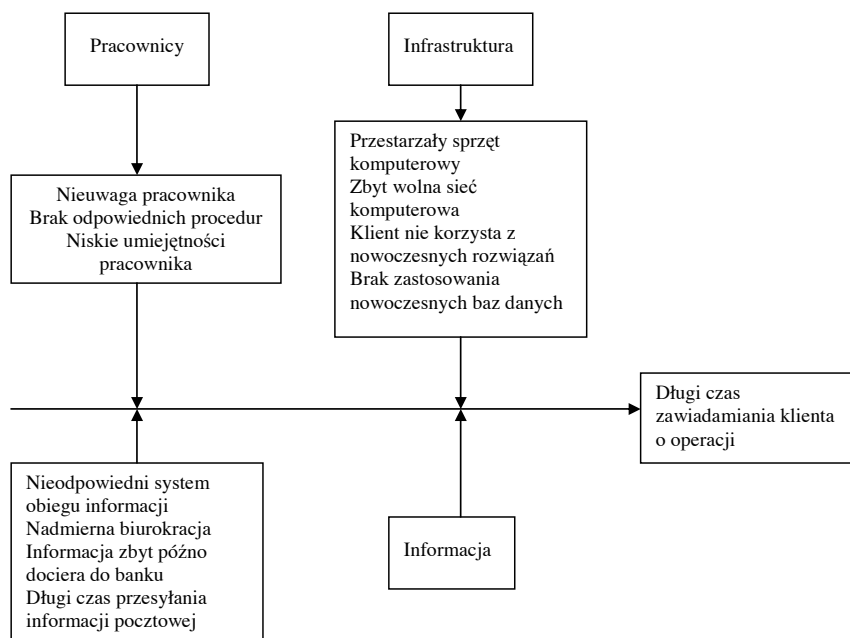 Pracownicy
Infrastruktura
Nieuwaga pracownika
Brak odpowiednich procedur
Niskie umiejętności
pracownika
Przestarzały sprzęt
komputerowy
Zbyt wolna sieć
komputerowa
Klient nie korzysta z
nowoczesnych rozwiązań
Brak zastosowania
nowoczesnych baz danych
Długi czas
zawiadamiania klienta
o operacji
Nieodpowiedni system
obiegu informacji
Nadmierna biurokracja
Informacja zbyt późno
dociera do banku
Długi czas przesyłania
informacji pocztowej
Informacja